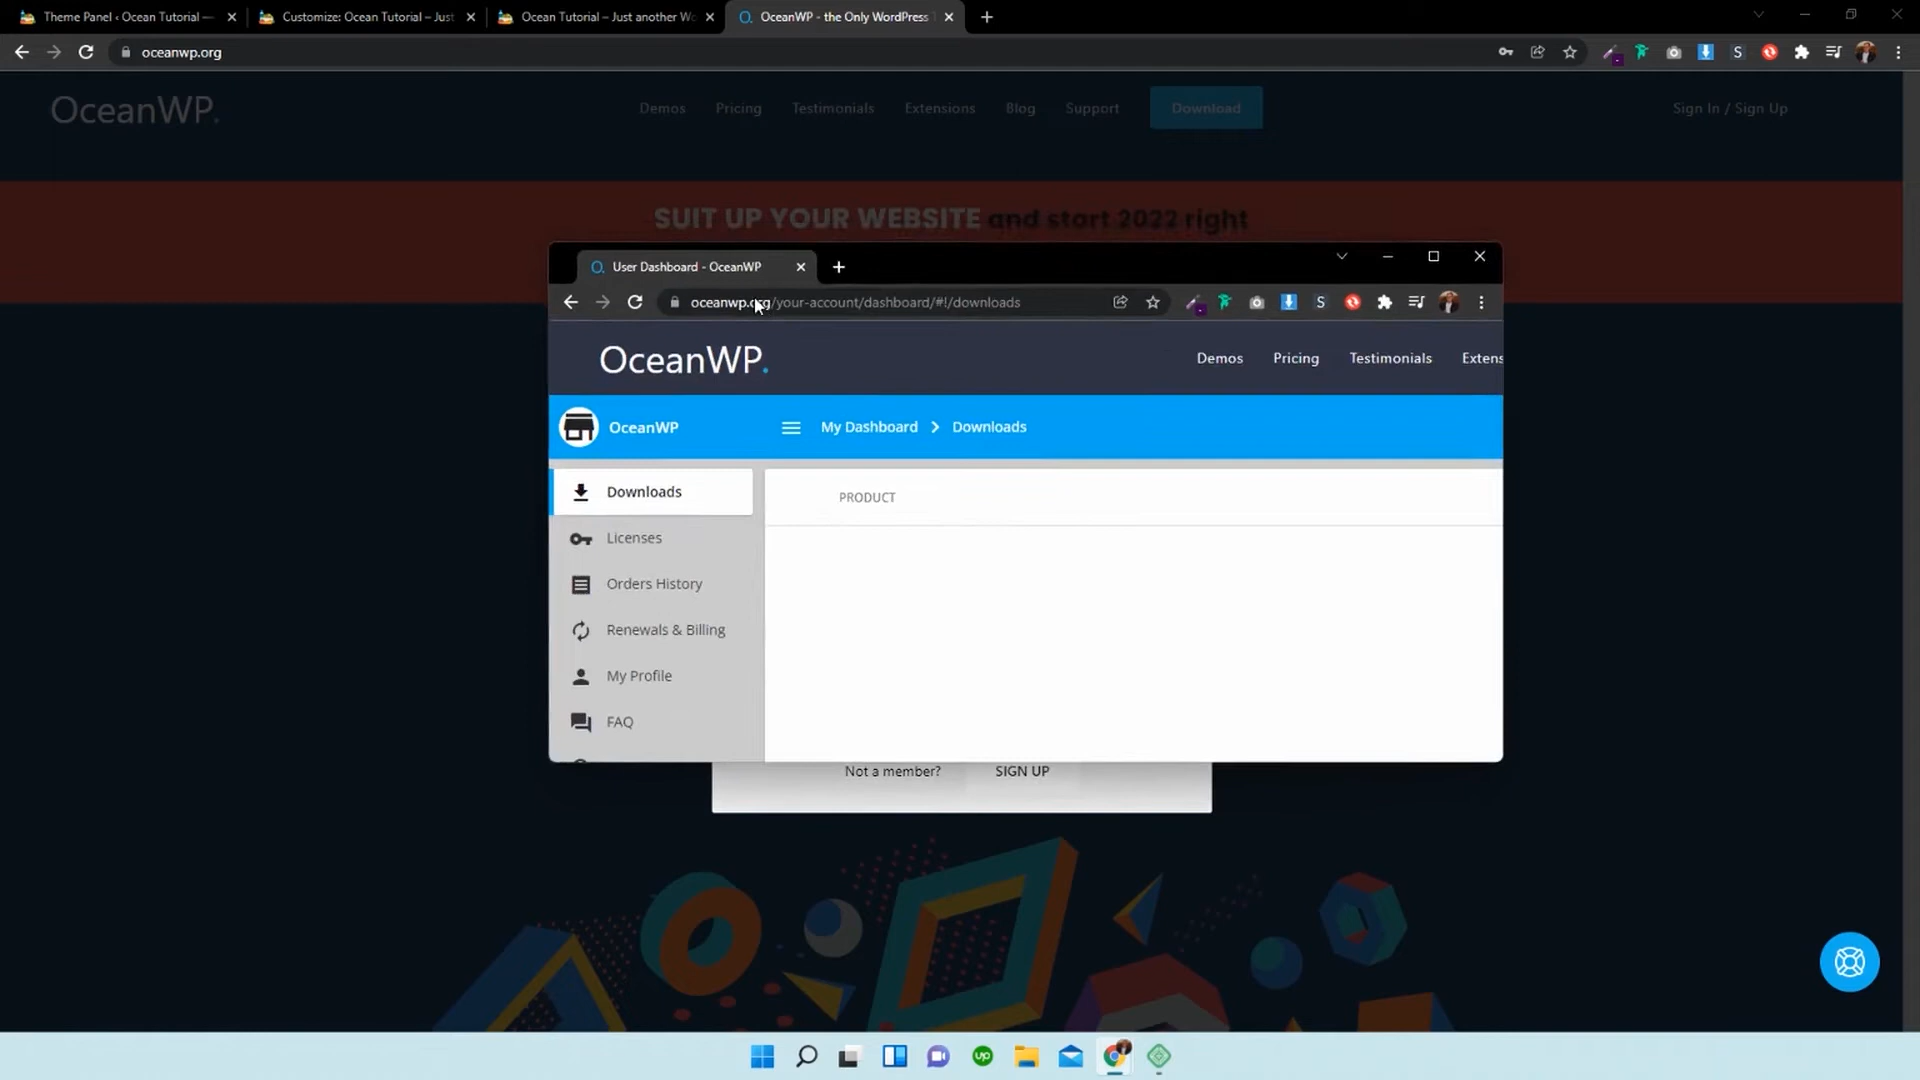 Theme Panel ‹ Ocean Tutorial —
Customize: Ocean Tutorial – Just
Ocean Tutorial – Just another Wo
OceanWP - the Only WordPress T
oceanwp.org
OceanWP.
Demos
Pricing
Testimonials
Extensions
Blog
Support
Download
Sign In / Sign Up
SUIT UP YOUR WEBSITE and start 2022 right
User Dashboard - OceanWP
oceanwp.org/your-account/dashboard/#!/downloads
OceanWP.
Demos
Pricing
Testimonials
Extens
OceanWP
My Dashboard
Downloads
Downloads
PRODUCT
Licenses
Orders History
Renewals & Billing
My Profile
FAQ
Not a member?
SIGN UP